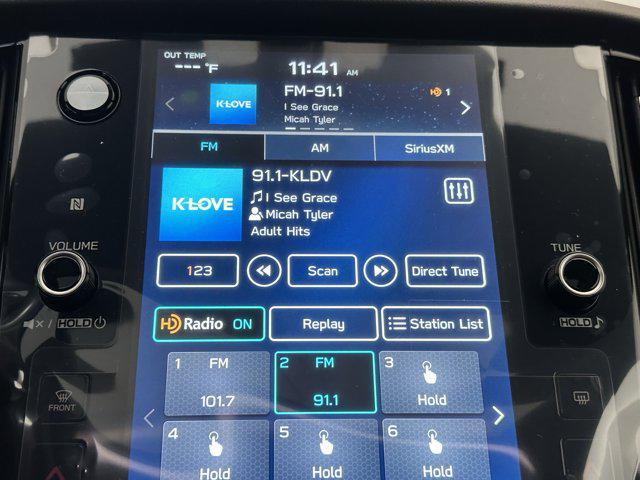 OUT TEMP
--- °F
11:41 AM
FM-91.1
HD 1
I See Grace
Micah Tyler
K-LOVE
FM
AM
SiriusXM
91.1-KLDV
K-LOVE
I See Grace
Micah Tyler
Adult Hits
VOLUME
TUNE
123
Scan
Direct Tune
HD Radio ON
Replay
Station List
/ HOLD
HOLD
1 FM
101.7
2 FM
91.1
3
Hold
FRONT
4
Hold
5
Hold
6
Hold